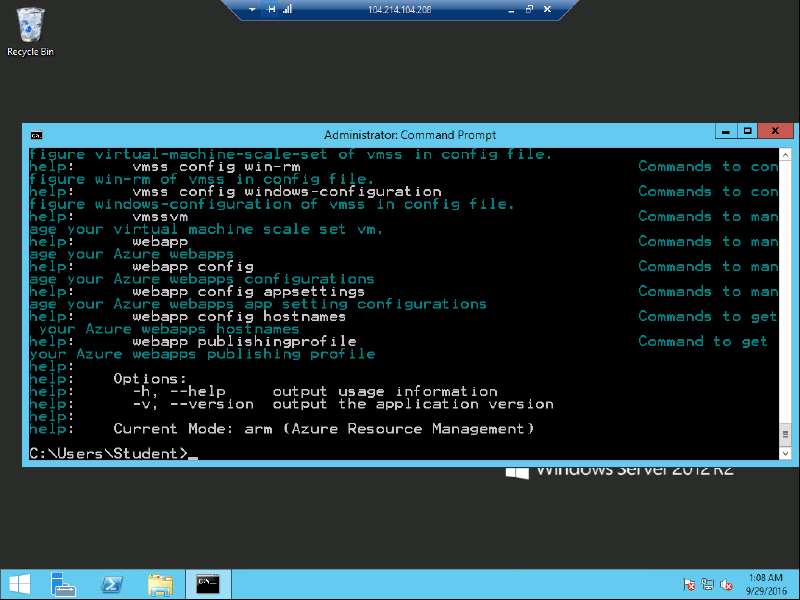 104.214.104.208
Recycle Bin
Administrator: Command Prompt
figure virtual-machine-scale-set of vmss in config file.
help: vmss config win-rm Commands to con
figure win-rm of vmss in config file.
help: vmss config windows-configuration Commands to con
figure windows-configuration of vmss in config file.
help: vmssvm Commands to man
age your virtual machine scale set vm.
help: webapp Commands to man
age your Azure webapps
help: webapp config Commands to man
age your Azure webapps configurations
help: webapp config appsettings Commands to man
age your Azure webapps app setting configurations
help: webapp config hostnames Commands to get
your Azure webapps hostnames
help: webapp publishingprofile Command to get
your Azure webapps publishing profile
help:
help: Options:
help: -h, --help output usage information
help: -v, --version output the application version
help:
help: Current Mode: arm (Azure Resource Management)
C:\Users\Student>_
Windows Server 2012 R2
1:08 AM
9/29/2016